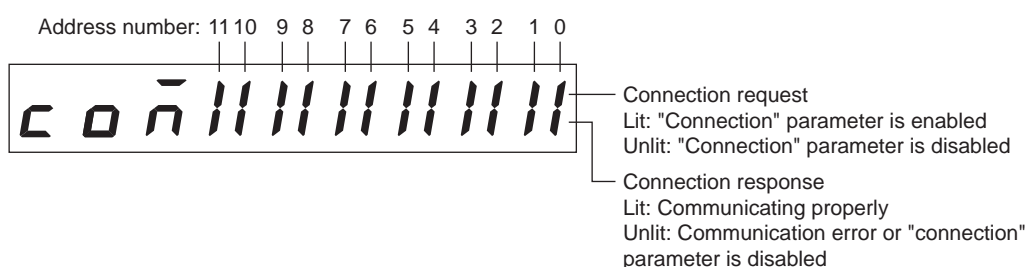 Address number: 11 10 9 8 7 6 5 4 3 2 1 0
con
Connection request
Lit: "Connection" parameter is enabled
Unlit: "Connection" parameter is disabled
Connection response
Lit: Communicating properly
Unlit: Communication error or "connection"
parameter is disabled